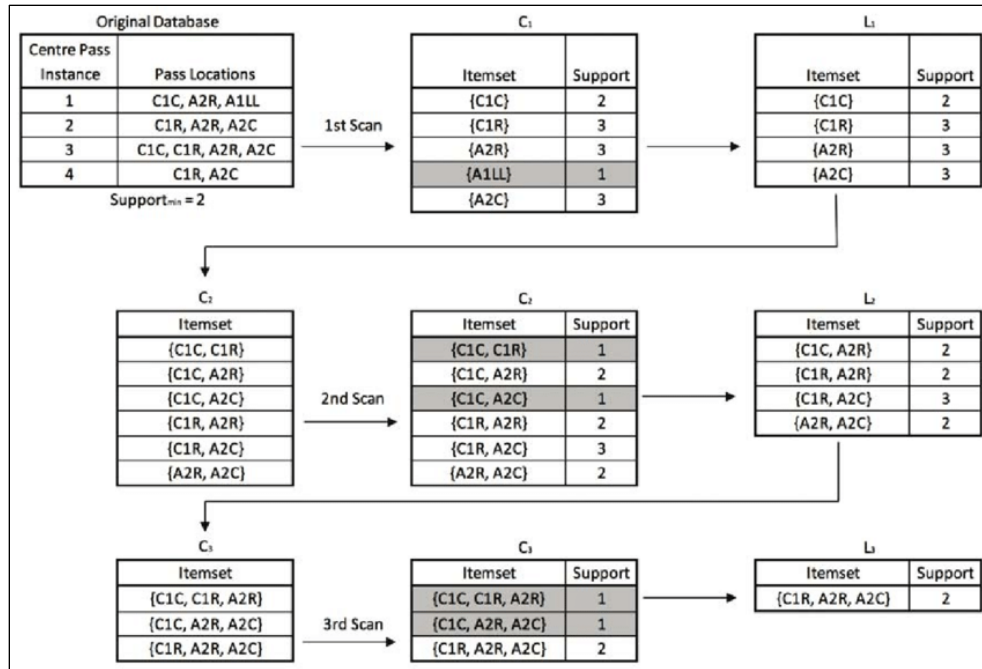 Original Database
Centre Pass Instance Pass Locations
1 C1C, A2R, A1LL
2 C1R, A2R, A2C
3 C1C, C1R, A2R, A2C
4 C1R, A2C
Supportmin = 2
1st Scan
C₁
Itemset Support
{C1C} 2
{C1R} 3
{A2R} 3
{A1LL} 1
{A2C} 3
L₁
Itemset Support
{C1C} 2
{C1R} 3
{A2R} 3
{A2C} 3
C₂
Itemset
{C1C, C1R}
{C1C, A2R}
{C1C, A2C}
{C1R, A2R}
{C1R, A2C}
{A2R, A2C}
2nd Scan
C₂
Itemset Support
{C1C, C1R} 1
{C1C, A2R} 2
{C1C, A2C} 1
{C1R, A2R} 2
{C1R, A2C} 3
{A2R, A2C} 2
L₂
Itemset Support
{C1C, A2R} 2
{C1R, A2R} 2
{C1R, A2C} 3
{A2R, A2C} 2
C₃
Itemset
{C1C, C1R, A2R}
{C1C, A2R, A2C}
{C1R, A2R, A2C}
3rd Scan
C₃
Itemset Support
{C1C, C1R, A2R} 1
{C1C, A2R, A2C} 1
{C1R, A2R, A2C} 2
L₃
Itemset Support
{C1R, A2R, A2C} 2